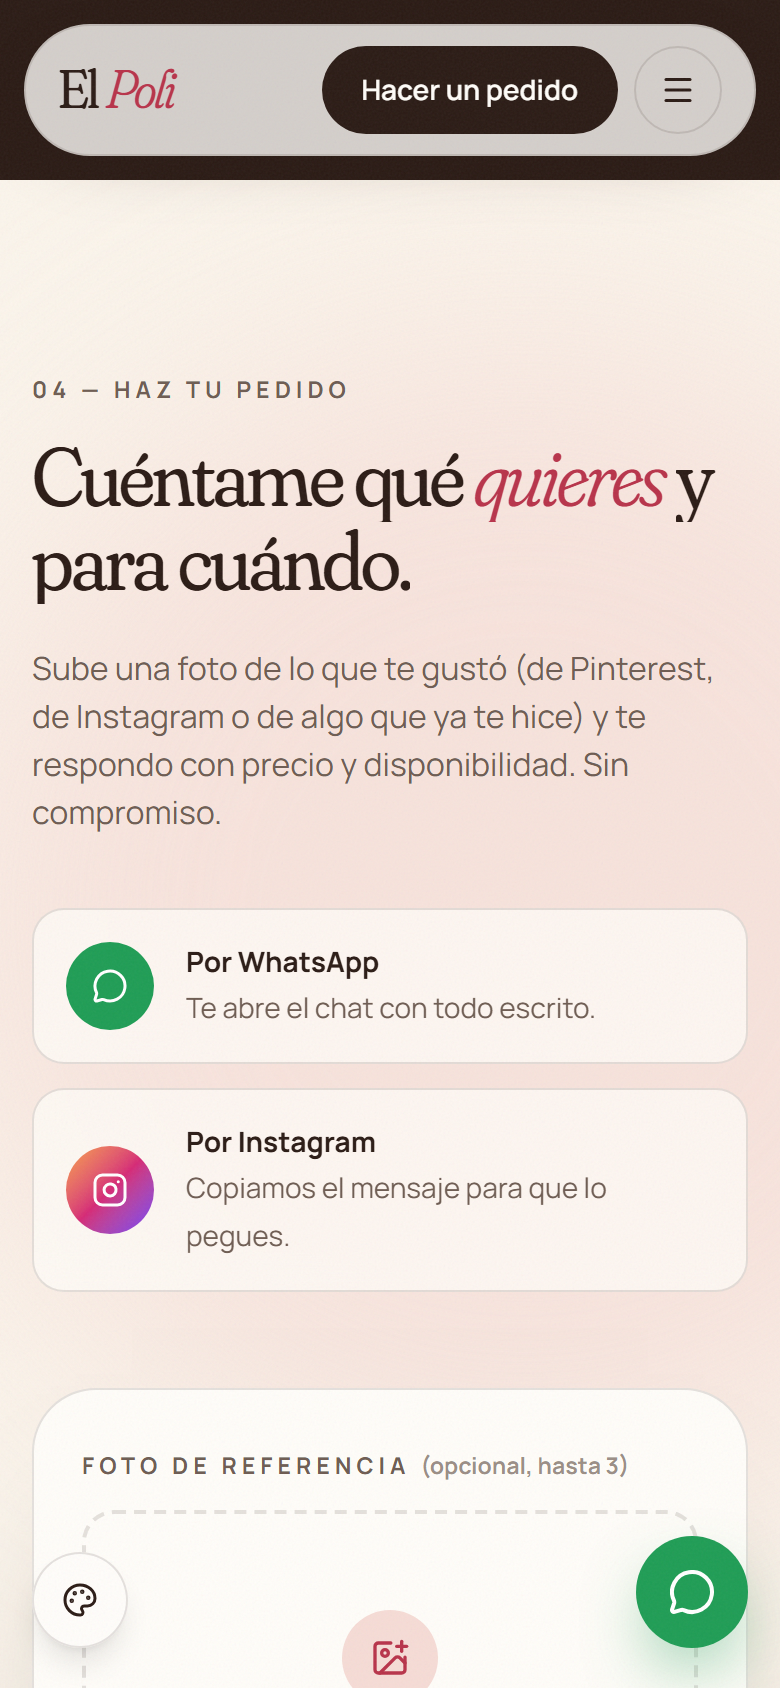 El Poli
Hacer un pedido
04 — HAZ TU PEDIDO
Cuéntame qué quieres y
para cuándo.
Sube una foto de lo que te gustó (de Pinterest,
de Instagram o de algo que ya te hice) y te
respondo con precio y disponibilidad. Sin
compromiso.
Por WhatsApp
Te abre el chat con todo escrito.
Por Instagram
Copiamos el mensaje para que lo
pegues.
FOTO DE REFERENCIA (opcional, hasta 3)